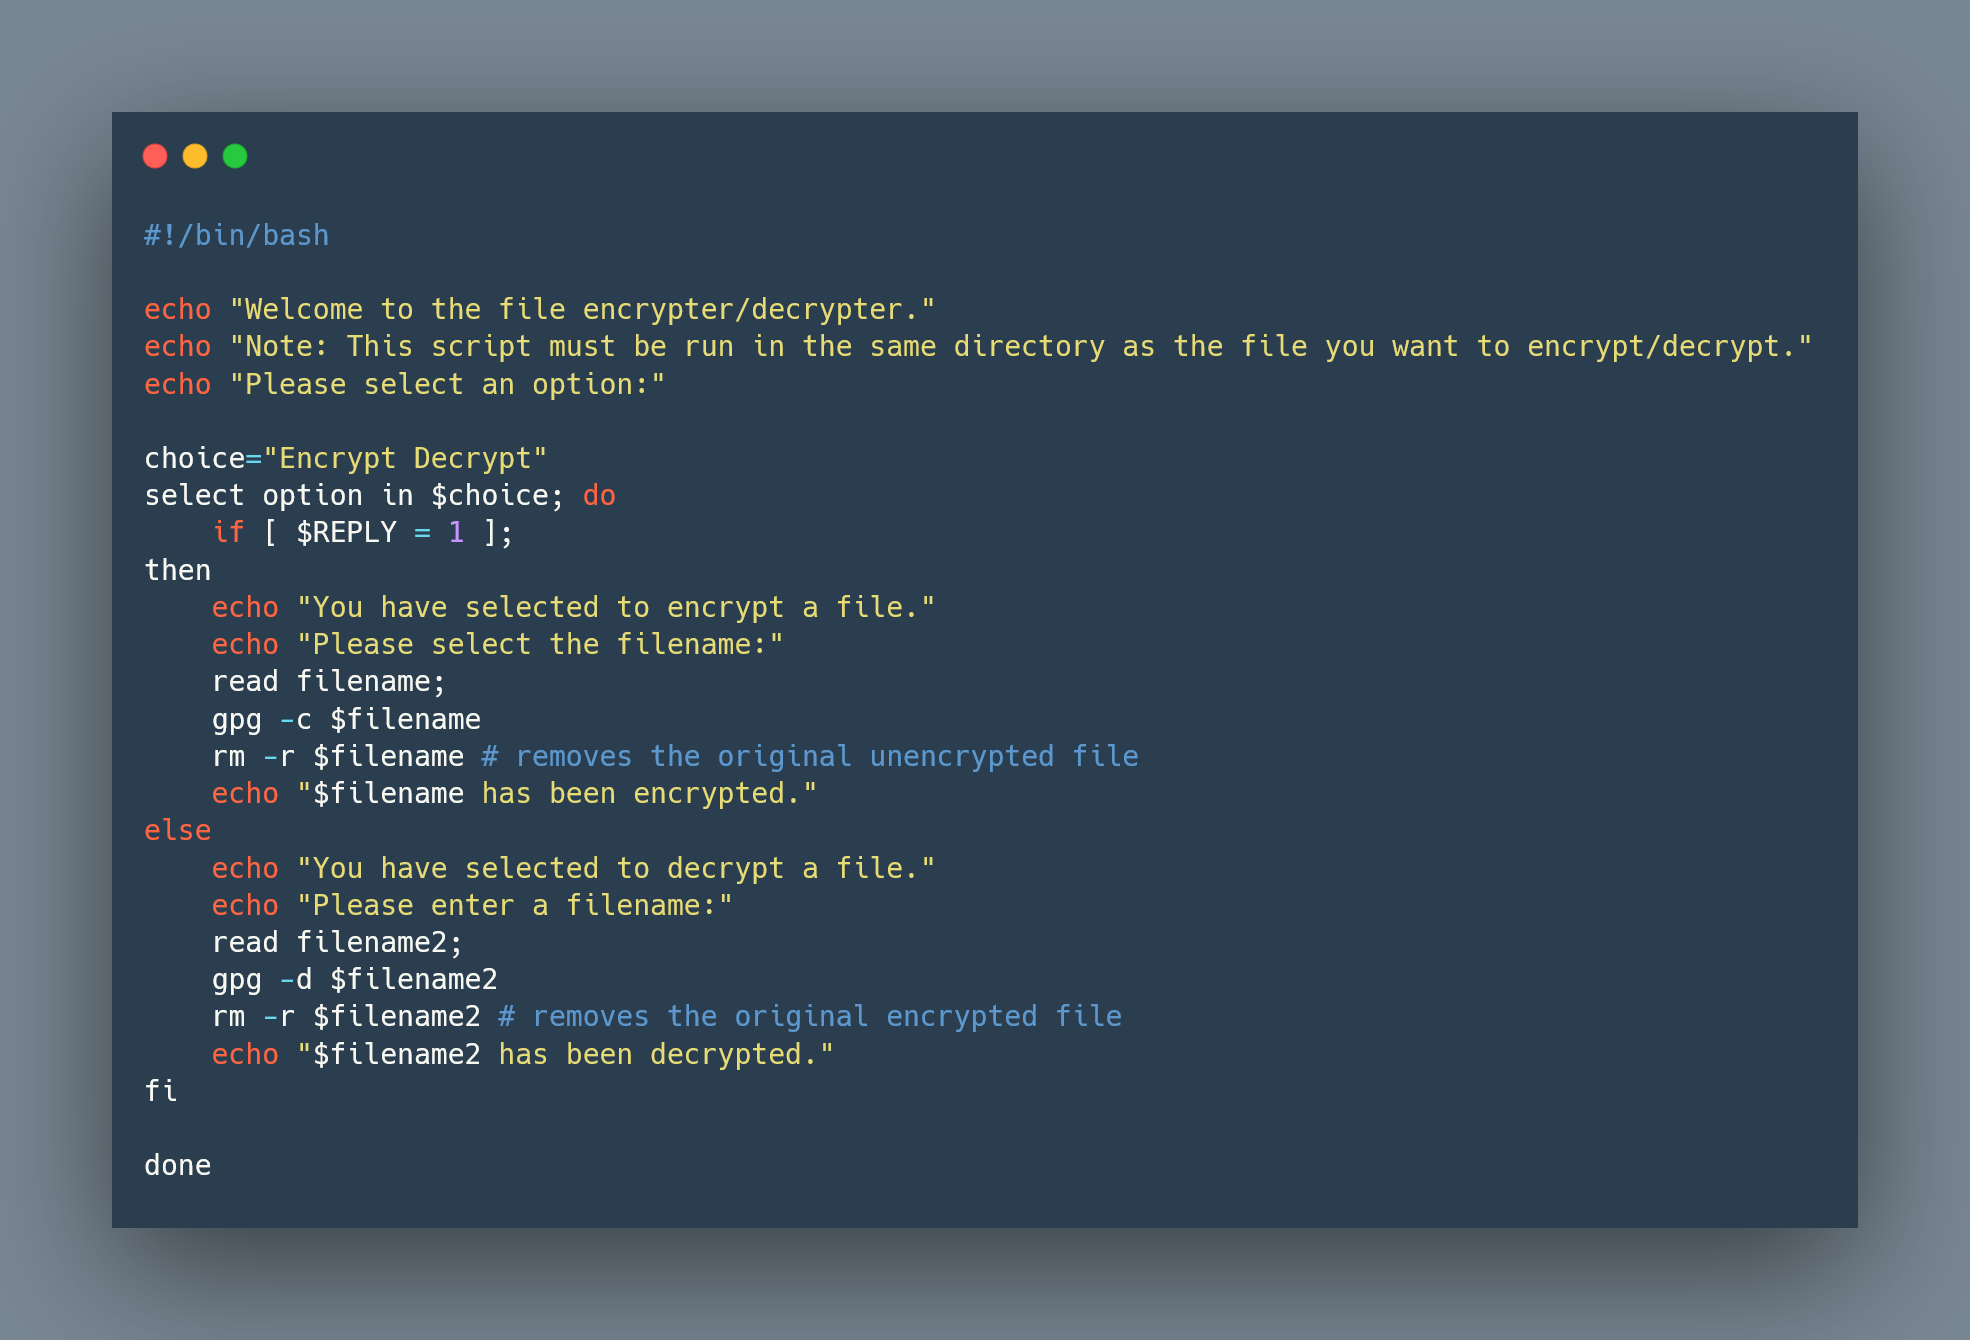 #!/bin/bash

echo "Welcome to the file encrypter/decrypter."
echo "Note: This script must be run in the same directory as the file you want to encrypt/decrypt."
echo "Please select an option:"

choice="Encrypt Decrypt"
select option in $choice; do
    if [ $REPLY = 1 ];
then
    echo "You have selected to encrypt a file."
    echo "Please select the filename:"
    read filename;
    gpg -c $filename
    rm -r $filename # removes the original unencrypted file
    echo "$filename has been encrypted."
else
    echo "You have selected to decrypt a file."
    echo "Please enter a filename:"
    read filename2;
    gpg -d $filename2
    rm -r $filename2 # removes the original encrypted file
    echo "$filename2 has been decrypted."
fi

done